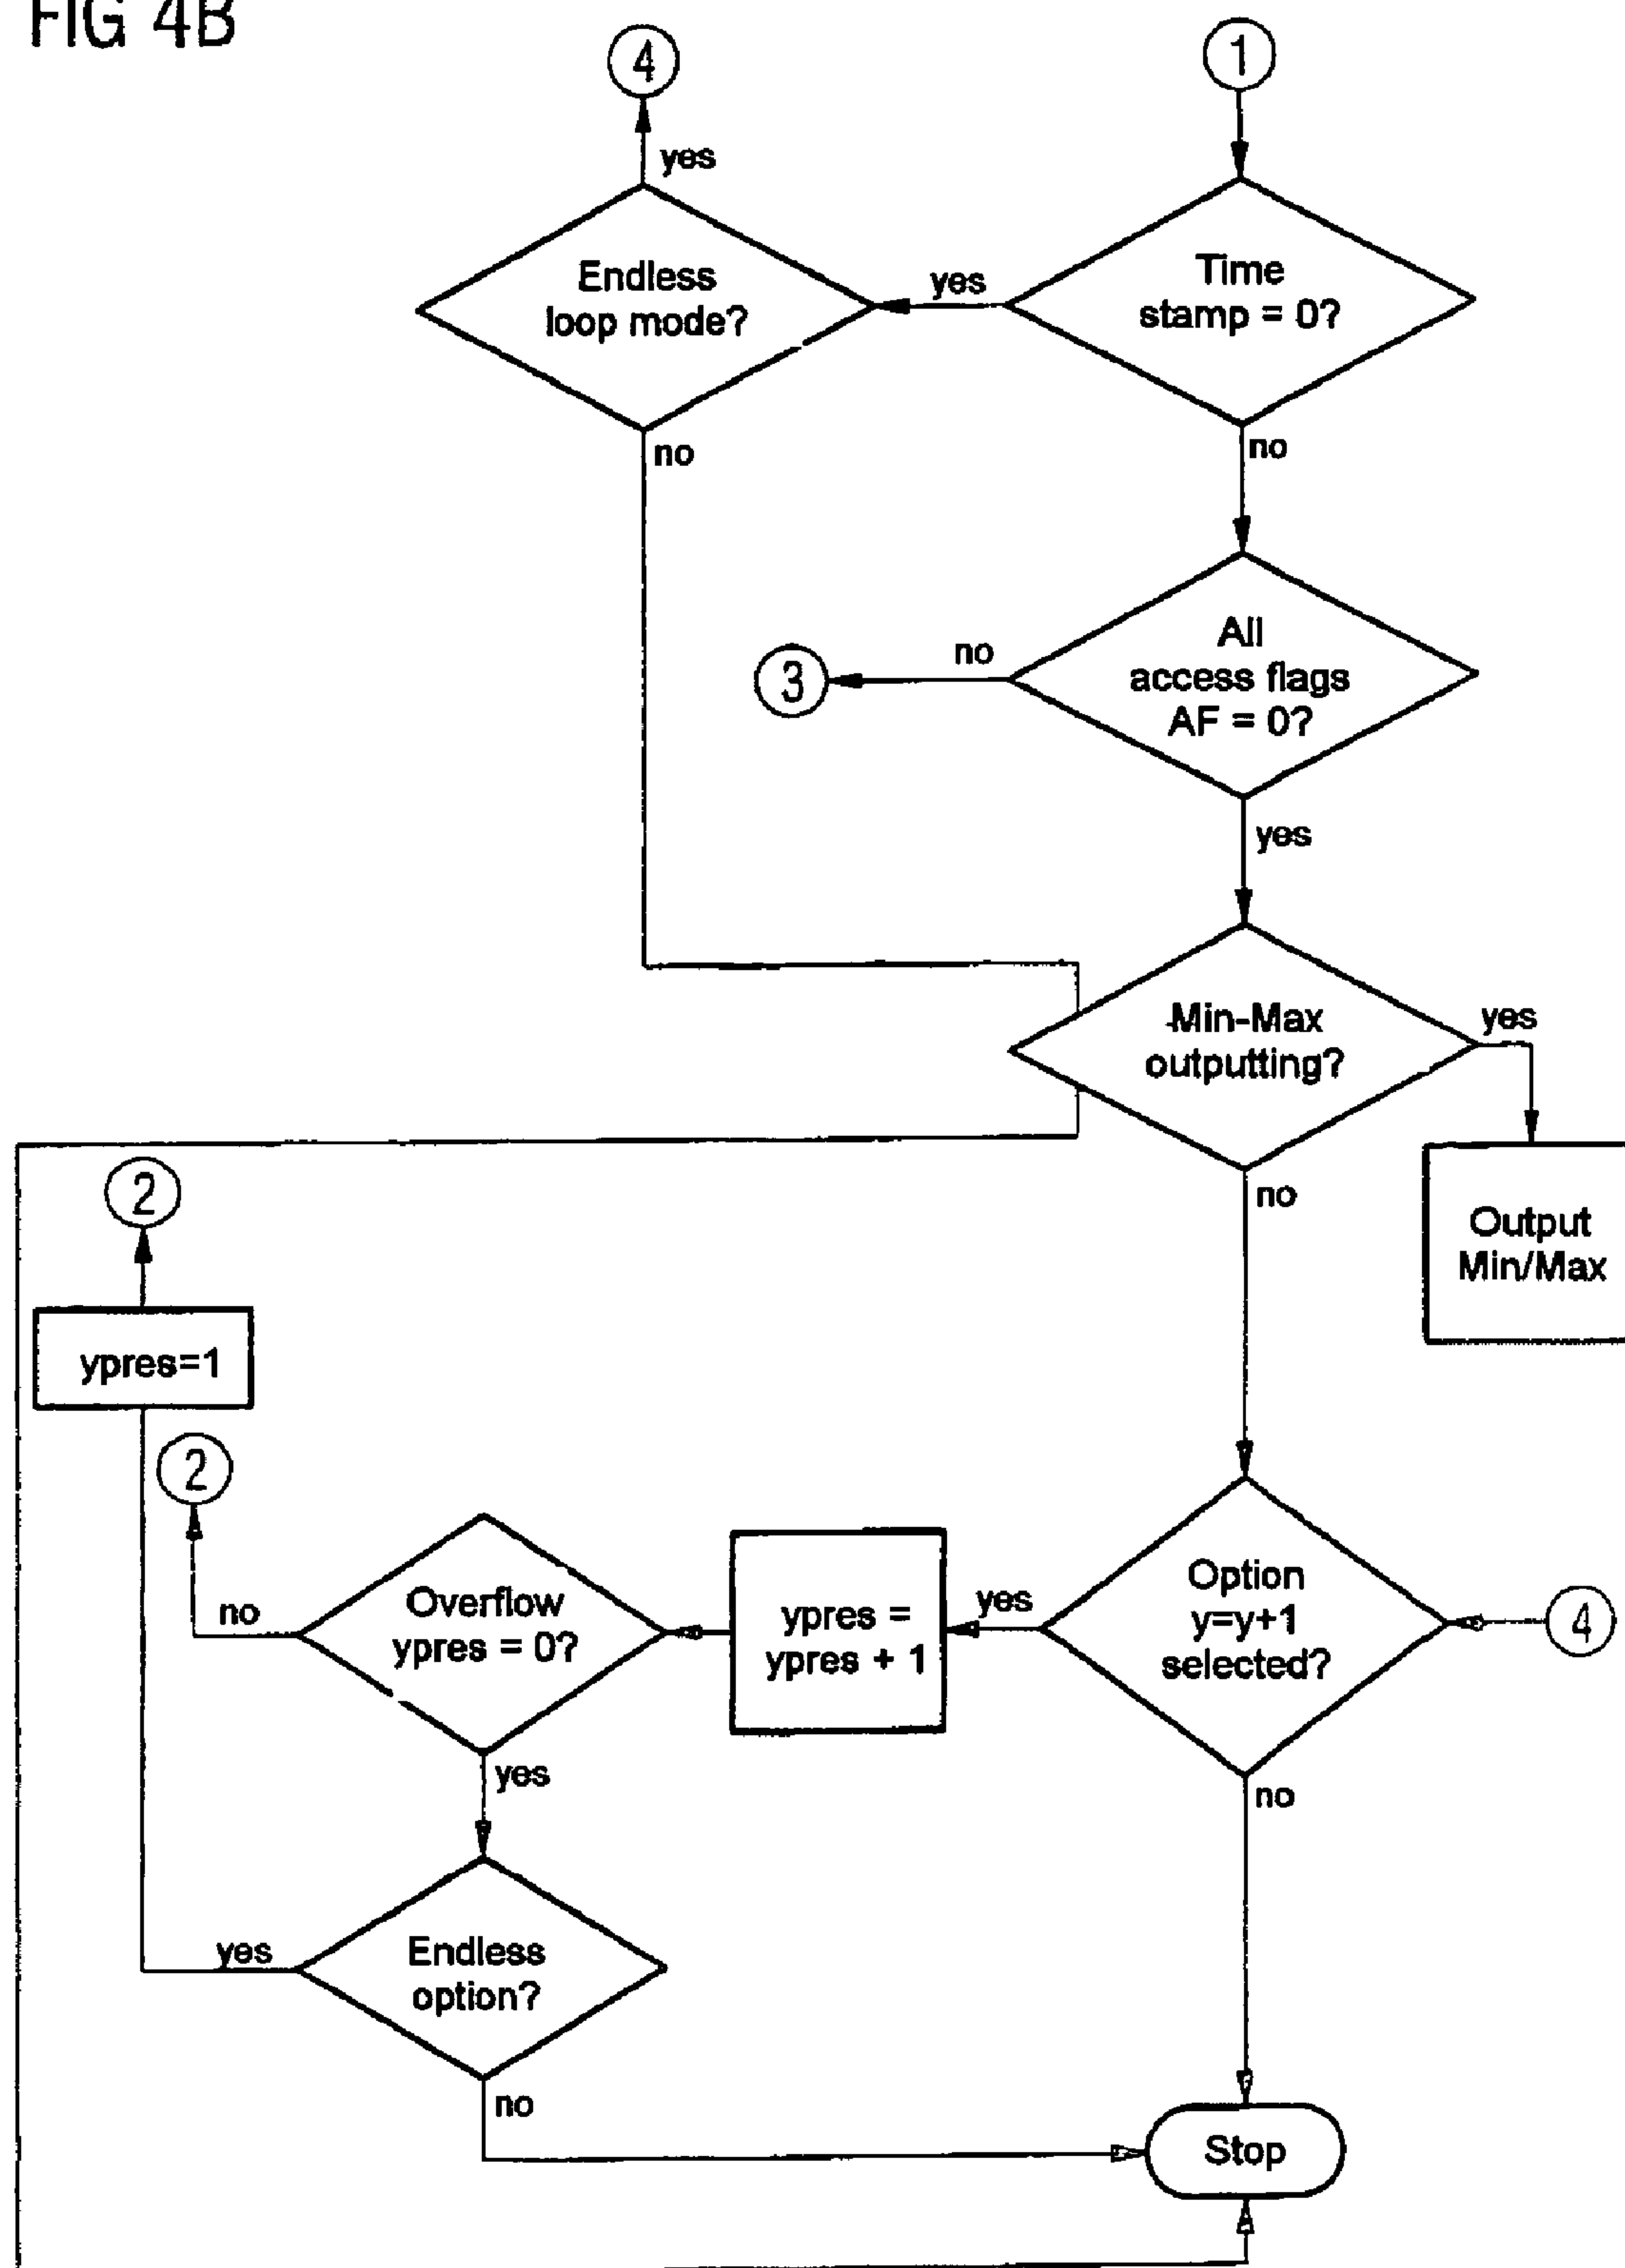 FIG 4B
4
1
yes
Endless
loop mode?
yes
Time
stamp = 0?
no
no
All
access flags
AF = 0?
no
3
yes
Min-Max
outputting?
yes
no
Output
Min/Max
2
ypres=1
2
Overflow
ypres = 0?
no
ypres =
ypres + 1
yes
Option
y=y+1
selected?
4
yes
no
Endless
option?
yes
no
Stop